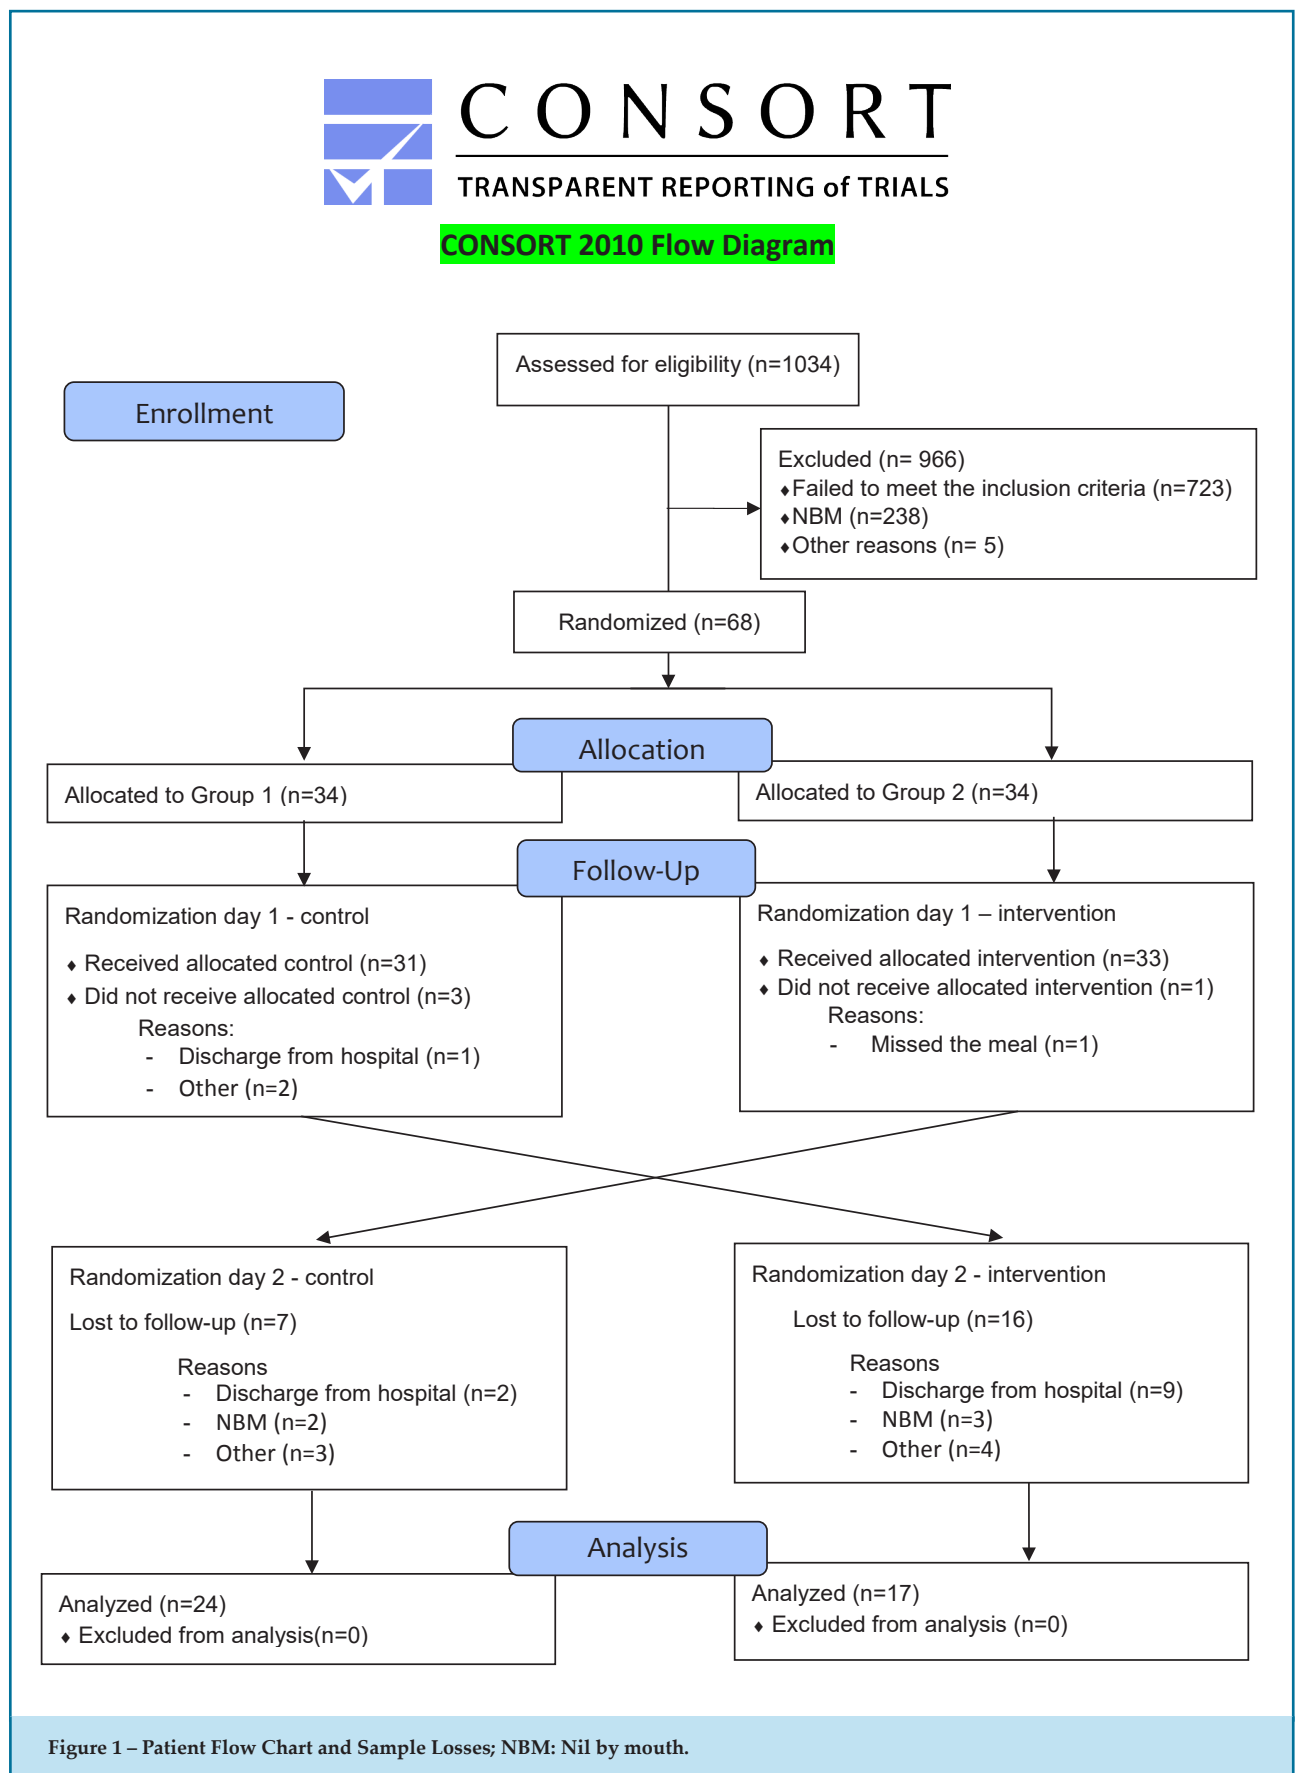 CONSORT
TRANSPARENT REPORTING of TRIALS
CONSORT 2010 Flow Diagram
Assessed for eligibility (n=1034)
Enrollment
Excluded (n= 966)
♦Failed to meet the inclusion criteria (n=723)
♦NBM (n=238)
♦Other reasons (n= 5)
Randomized (n=68)
Allocation
Allocated to Group 1 (n=34)
Allocated to Group 2 (n=34)
Follow-Up
Randomization day 1 - control
♦ Received allocated control (n=31)
♦ Did not receive allocated control (n=3)
Reasons:
- Discharge from hospital (n=1)
- Other (n=2)
Randomization day 1 – intervention
♦ Received allocated intervention (n=33)
♦ Did not receive allocated intervention (n=1)
Reasons:
- Missed the meal (n=1)
Randomization day 2 - control
Lost to follow-up (n=7)
Reasons
- Discharge from hospital (n=2)
- NBM (n=2)
- Other (n=3)
Randomization day 2 - intervention
Lost to follow-up (n=16)
Reasons
- Discharge from hospital (n=9)
- NBM (n=3)
- Other (n=4)
Analysis
Analyzed (n=24)
♦ Excluded from analysis(n=0)
Analyzed (n=17)
♦ Excluded from analysis (n=0)
Figure 1 – Patient Flow Chart and Sample Losses; NBM: Nil by mouth.